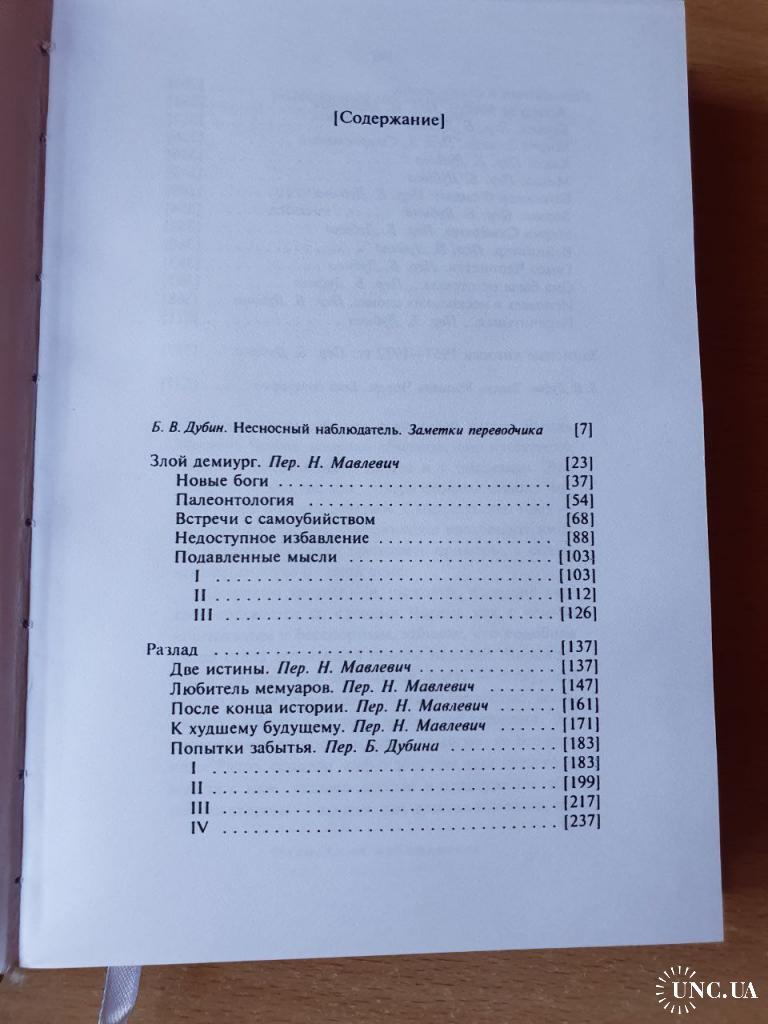 [Содержание]
Б. В. Дубин. Несносный наблюдатель. Заметки переводчика [7]
Злой демиург. Пер. Н. Мавлевич [23]
Новые боги [37]
Палеонтология [54]
Встречи с самоубийством [68]
Недоступное избавление [88]
Подавленные мысли [103]
I [103]
II [112]
III [126]
Разлад [137]
Две истины. Пер. Н. Мавлевич [137]
Любитель мемуаров. Пер. Н. Мавлевич [147]
После конца истории. Пер. Н. Мавлевич [161]
К худшему будущему. Пер. Н. Мавлевич [171]
Попытки забытья. Пер. Б. Дубина [183]
I [183]
II [199]
III [217]
IV [237]
UNC.UA